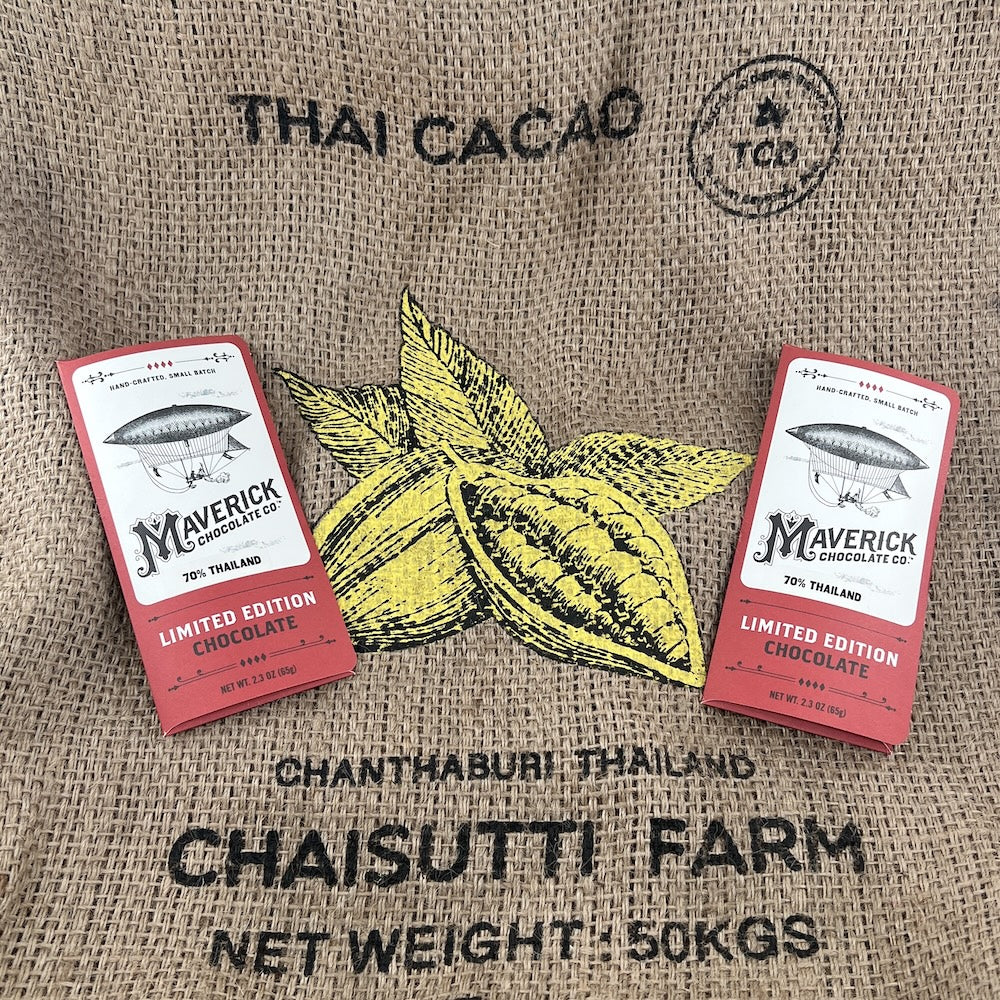 THAI CACAO
TCD
HAND-CRAFTED, SMALL BATCH
MAVERICK
CHOCOLATE CO.
70% THAILAND
LIMITED EDITION
CHOCOLATE
NET WT. 2.3 OZ (65g)
HAND-CRAFTED, SMALL BATCH
MAVERICK
CHOCOLATE CO.
70% THAILAND
LIMITED EDITION
CHOCOLATE
NET WT. 2.3 OZ (65g)
CHANTHABURI THAILAND
CHAISUTTI FARM
NET WEIGHT : 50KGS